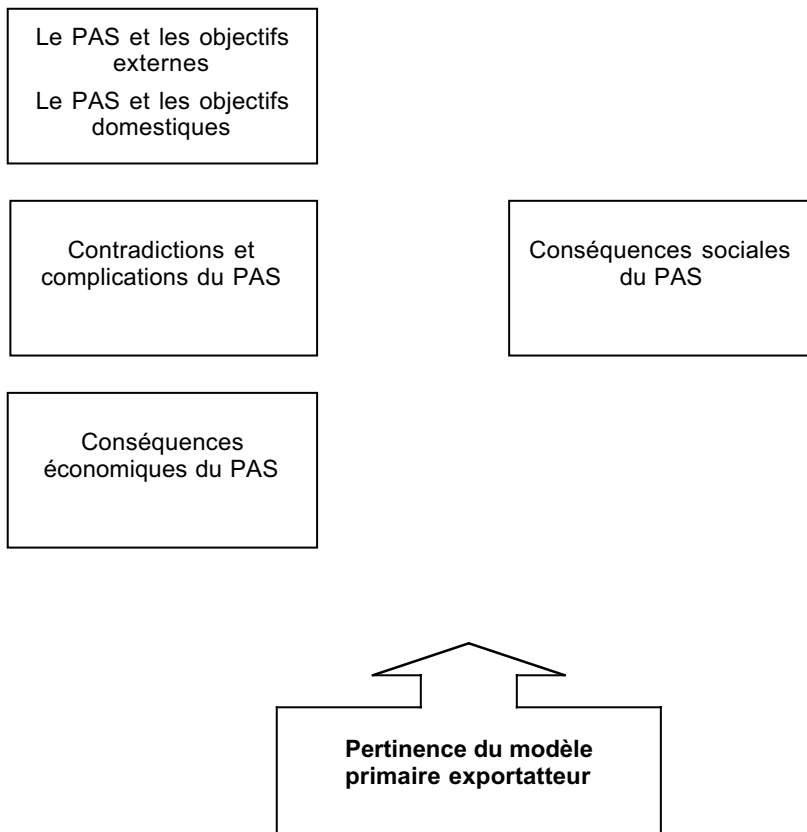 Le PAS et les objectifs
externes
Le PAS et les objectifs
domestiques
Contradictions et
complications du PAS
Conséquences sociales
du PAS
Conséquences
économiques du PAS
Pertinence du modèle
primaire exportatteur